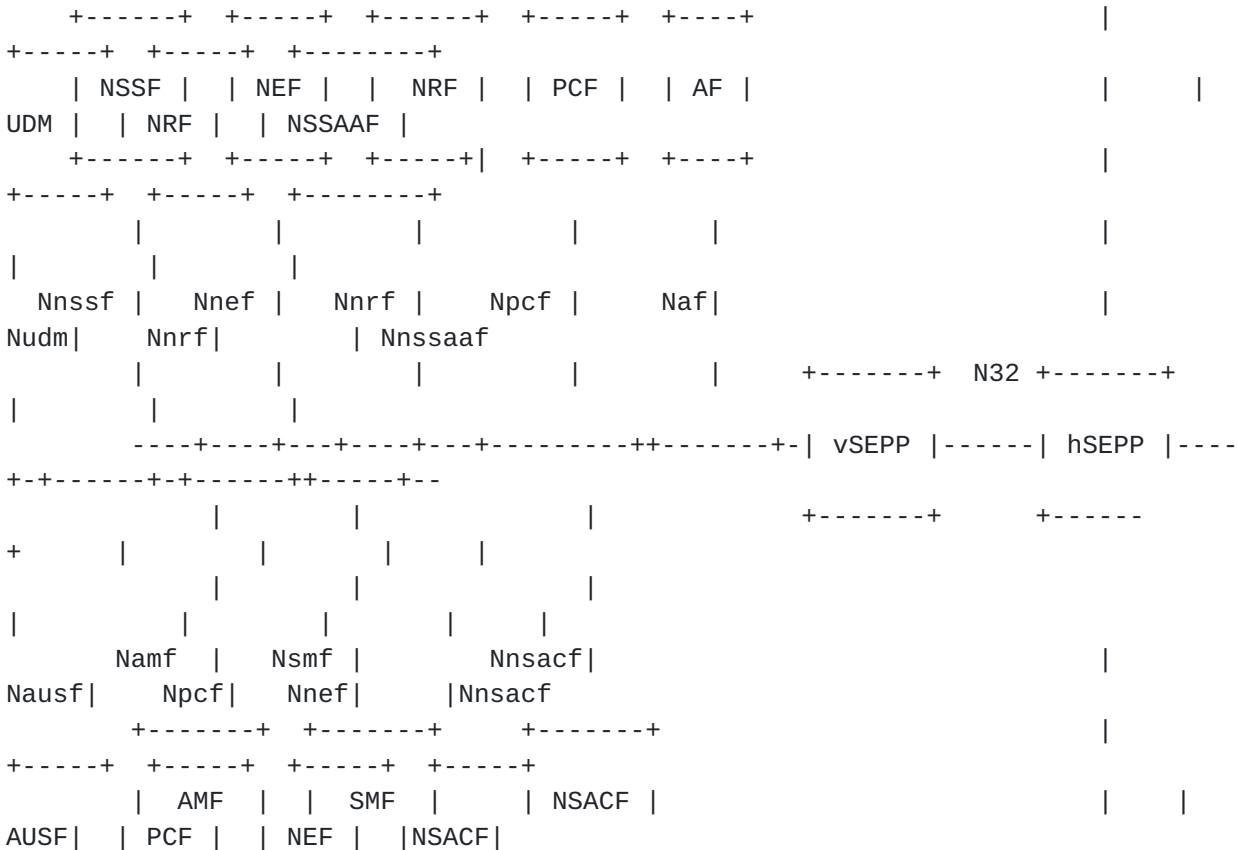 +------+  +-----+  +------+  +-----+  +----+                      |
+-----+  +-----+  +--------+
    | NSSF |  | NEF |  |  NRF |  | PCF |  | AF |                      |     |
UDM |  | NRF |  | NSSAAF |
    +------+  +-----+  +-----+|  +-----+  +----+                      |
+-----+  +-----+  +--------+
        |        |        |         |        |                        |
|        |        |
  Nnssf |   Nnef |   Nnrf |    Npcf |     Naf|                        |
Nudm|    Nnrf|        | Nnssaaf
        |        |        |         |        |     +-------+  N32 +-------+
|        |        |
        ----+----+---+----+---+---------++-------+-| vSEPP |------| hSEPP |----
+-+------+-+------++-----+--
             |        |              |             +-------+      +------
+      |        |       |     |
             |        |              |
|          |        |       |     |
       Namf  |   Nsmf |        Nnsacf|                                |
Nausf|    Npcf|   Nnef|     |Nnsacf
        +-------+  +-------+     +-------+                            |
+-----+  +-----+  +-----+  +-----+
        |  AMF  |  |  SMF  |     | NSACF |                            |    |
AUSF|  | PCF |  | NEF |  |NSACF|